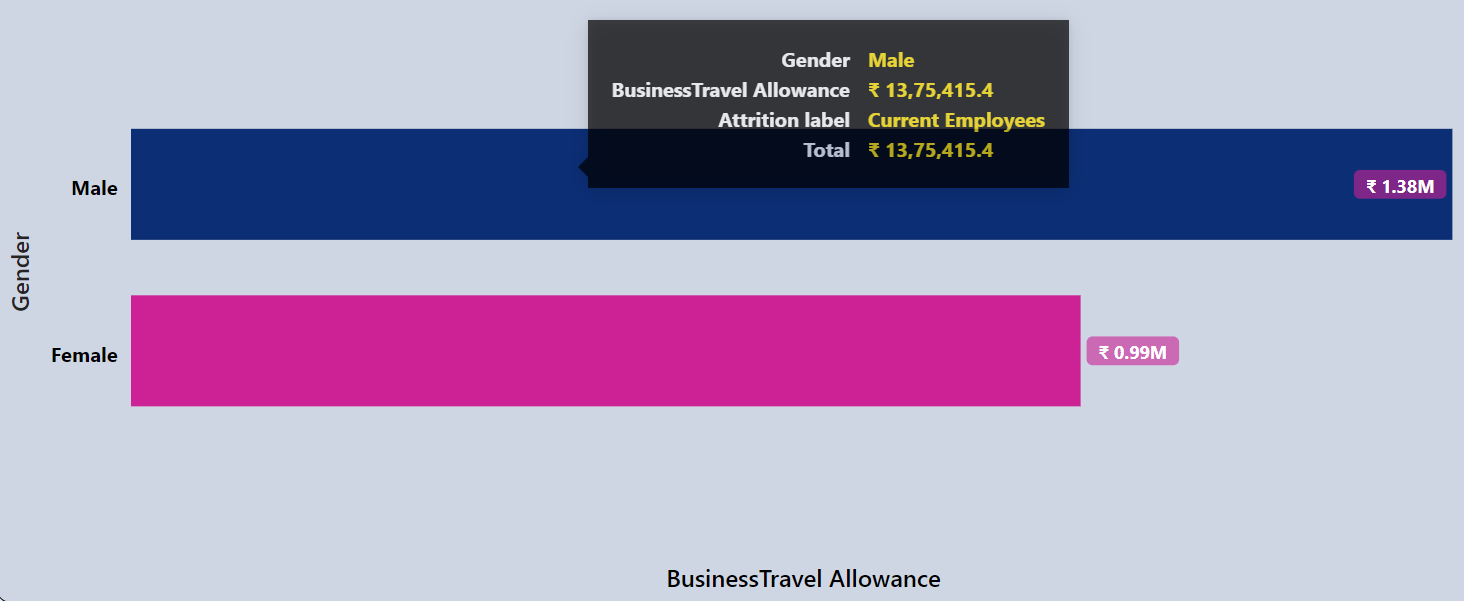 Gender Male
BusinessTravel Allowance ₹ 13,75,415.4
Attrition label Current Employees
Total ₹ 13,75,415.4
Male
₹ 1.38M
Gender
Female
₹ 0.99M
BusinessTravel Allowance